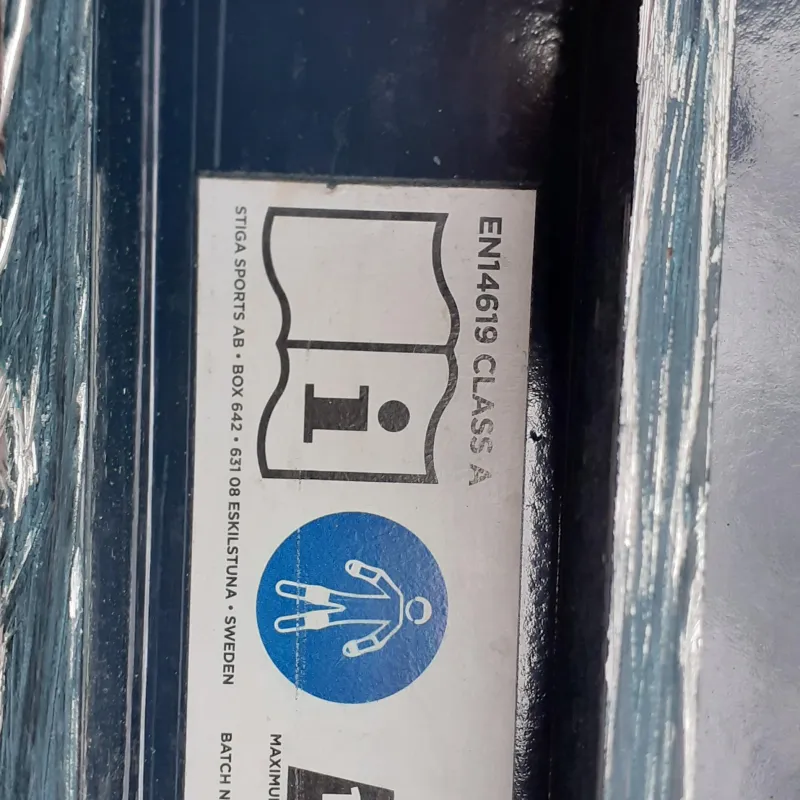 EN14619 CLASS A
i
STIGA SPORTS AB • BOX 642 • 631 08 ESKILSTUNA • SWEDEN